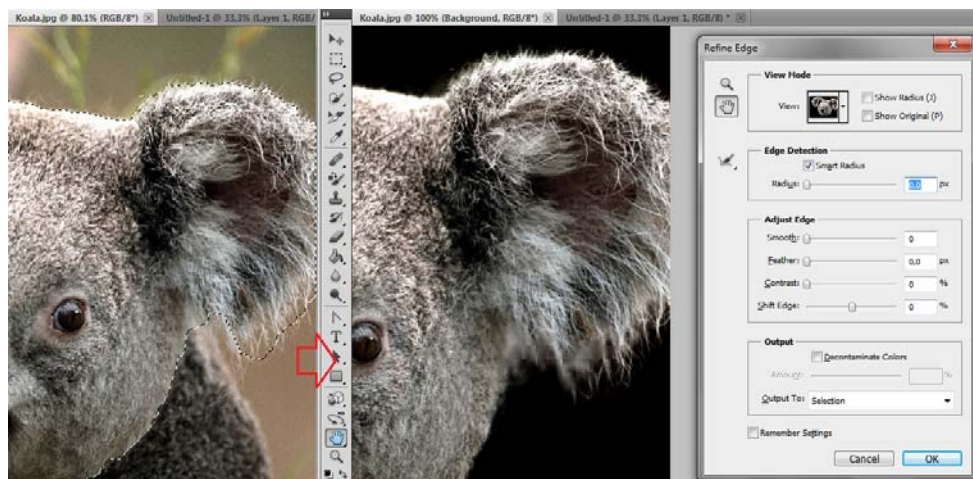 Koala.jpg @ 80.1% (RGB/8*)
Untitled-1 @ 33.3% (Layer 1, RGB/
Koala.jpg @ 100% (Background, RGB/8*)
Untitled-1 @ 33.3% (Layer 1, RGB/8) *
Refine Edge
View Mode
View:
Show Radius (J)
Show Original (P)
Edge Detection
Smart Radius
Radius:
0.0
px
Adjust Edge
Smooth:
0
Feather:
0.0
px
Contrast:
0
%
Shift Edge:
0
%
Output
Decontaminate Colors
Amount:
%
Output To:
Selection
Remember Settings
Cancel
OK